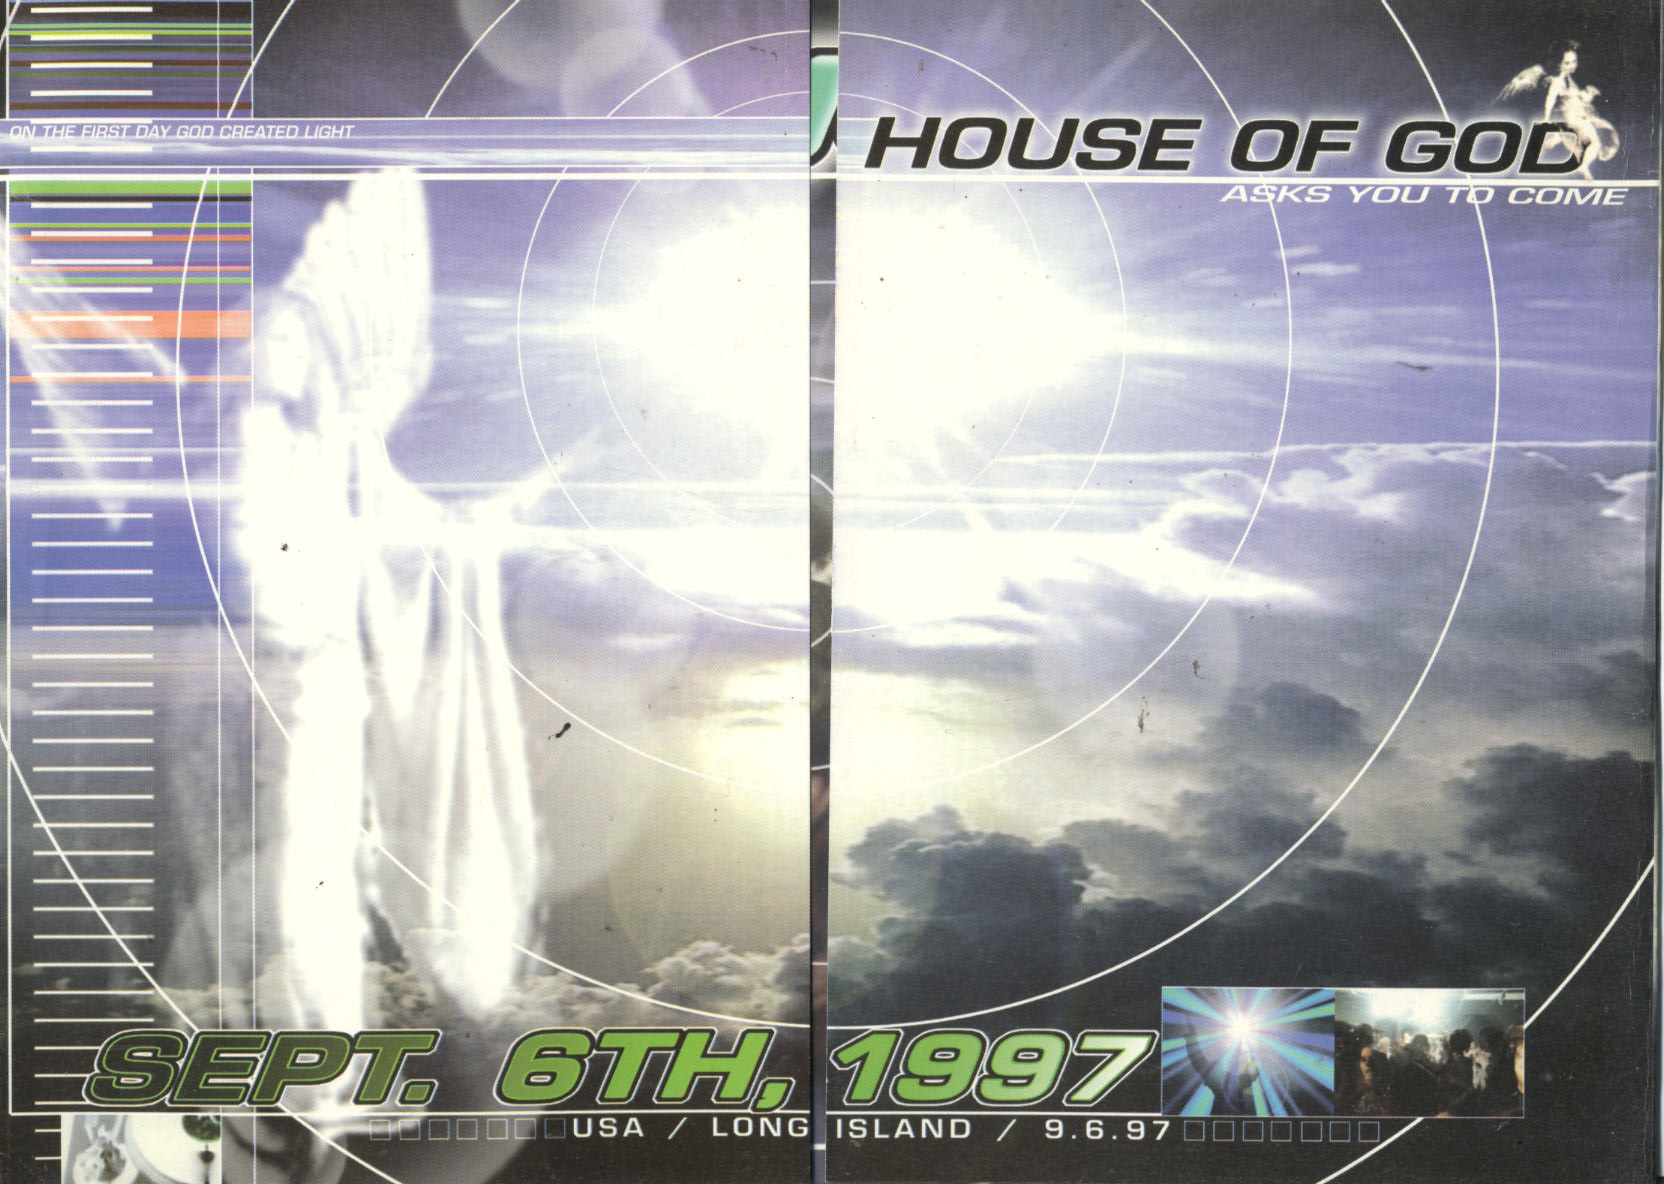 ON THE FIRST DAY GOD CREATED LIGHT
HOUSE OF GOD
ASKS YOU TO COME
SEPT. 6TH, 1997
USA / LONG ISLAND / 9.6.97